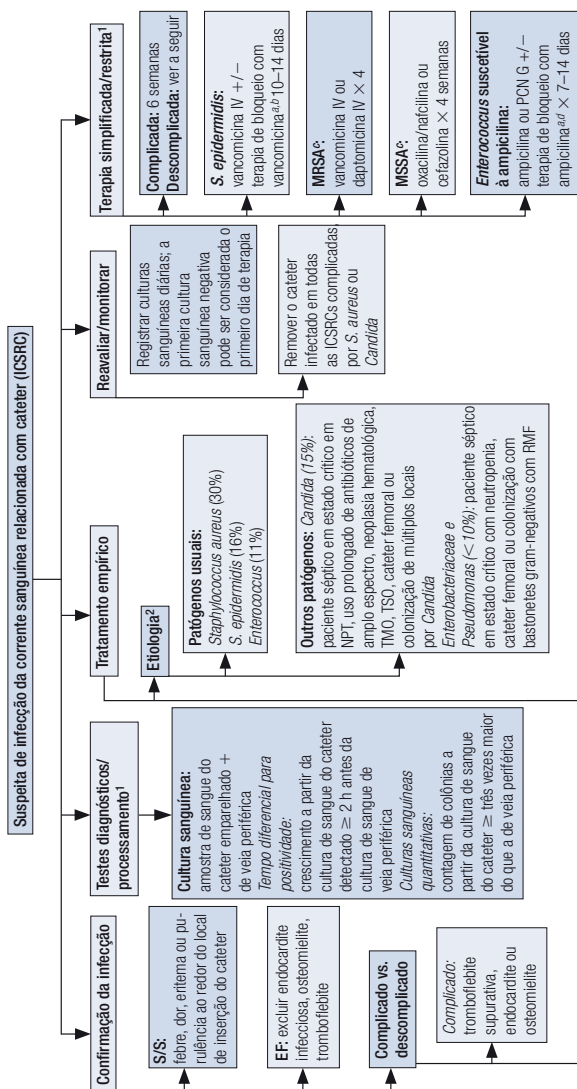 Suspeita de infecção da corrente sanguínea relacionada com cateter (ICSRC)
Confirmação da infecção
S/S:
febre, dor, eritema ou pu-
rulência ao redor do local
de inserção do cateter
EF: excluir endocardite
infecciosa, osteomielite,
tromboflebite
Complicado vs.
descomplicado
Complicado:
tromboflebite
supurativa,
endocardite ou
osteomielite
Testes diagnósticos/
processamento¹
Cultura sanguínea:
amostra de sangue do
cateter emparelhado +
de veia periférica
Tempo diferencial para
positividade:
crescimento a partir da
cultura de sangue do cateter
detectado ≥ 2 h antes da
cultura de sangue de
veia periférica
Culturas sanguíneas
quantitativas:
contagem de colônias a
partir da cultura de sangue
do cateter ≥ três vezes maior
do que a de veia periférica
Tratamento empírico
Etiologia²
Patógenos usuais:
Staphylococcus aureus (30%)
S. epidermidis (16%)
Enterococcus (11%)
Outros patógenos: Candida (15%):
paciente séptico em estado crítico em
NPT, uso prolongado de antibióticos de
amplo espectro, neoplasia hematológica,
TMO, TSO, cateter femoral ou
colonização de múltiplos locais
por Candida
Enterobacteriaceae e
Pseudomonas (<10%): paciente séptico
em estado crítico com neutropenia,
cateter femoral ou colonização com
bastonetes gram-negativos com RMF
Reavaliar/monitorar
Registrar culturas
sanguíneas diárias; a
primeira cultura
sanguínea negativa
pode ser considerada o
primeiro dia de terapia
Remover o cateter
infectado em todas
as ICSRCs complicadas,
por S. aureus ou
Candida
Terapia simplificada/restrita¹
Complicada: 6 semanas
Descomplicada: ver a seguir
S. epidermidis:
vancomicina IV +/−
terapia de bloqueio com
vancomicinaᵃ,ᵇ 10–14 dias
MRSAᶜ:
vancomicina IV ou
daptomicina IV × 4
MSSAᶜ:
oxacilina/nafcilina ou
cefazolina × 4 semanas
Enterococcus suscetível
à ampicilina:
ampicilina ou PCN G +/−
terapia de bloqueio com
ampicilinaᵃ,ᵈ × 7–14 dias